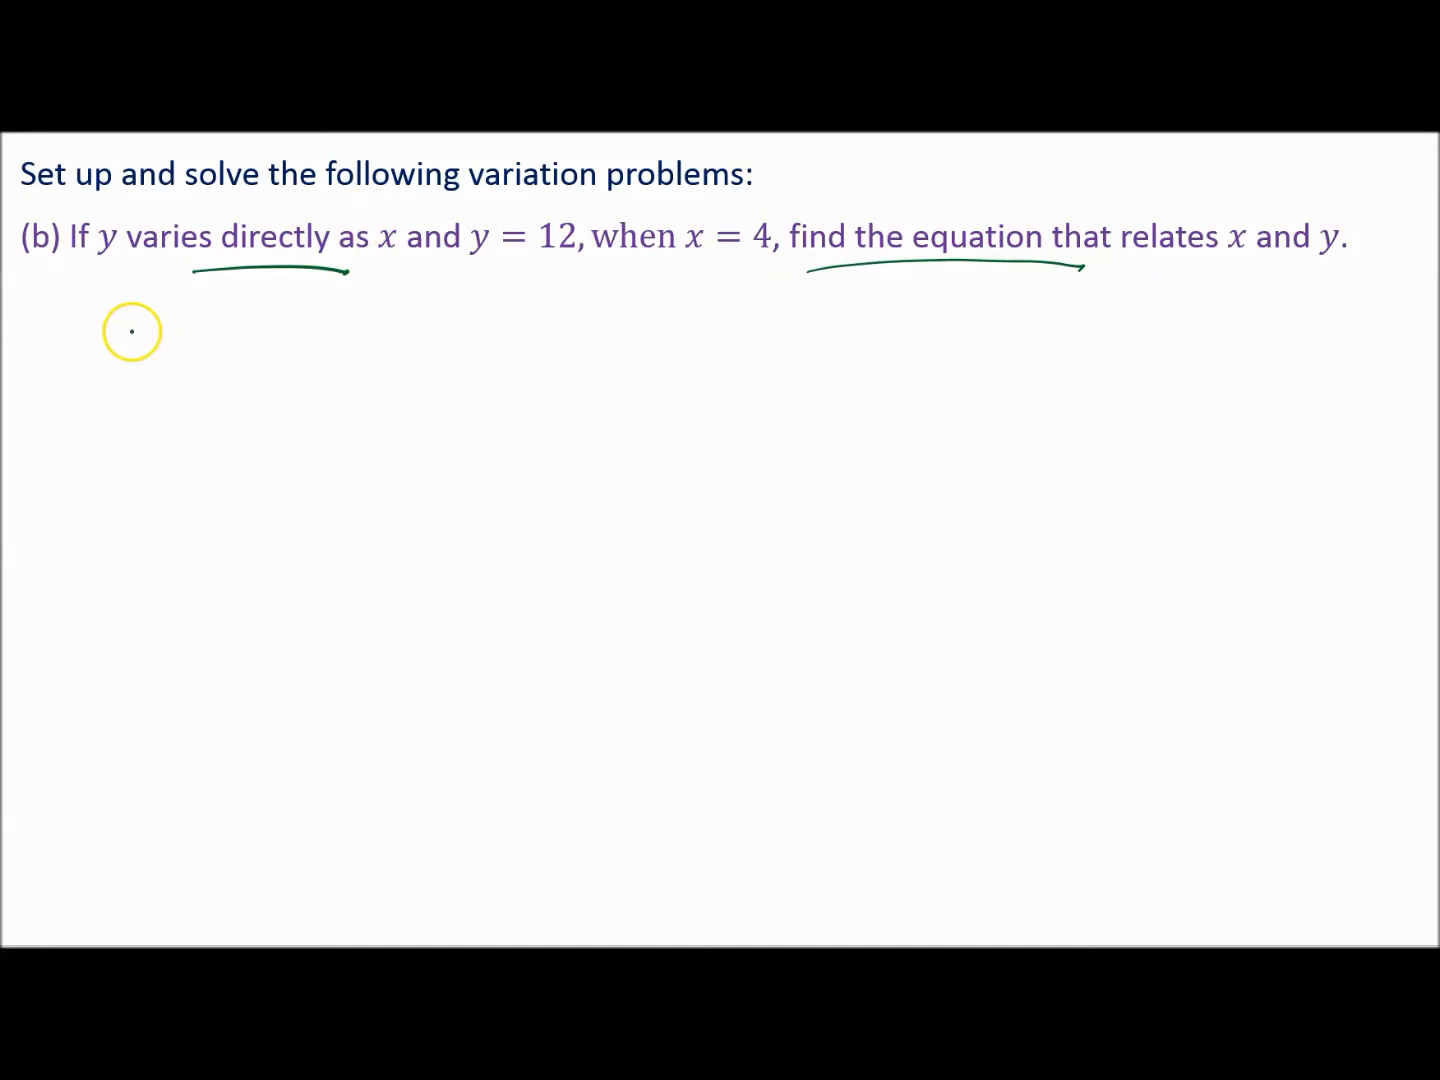 Set up and solve the following variation problems:
(b) If y varies directly as x and y = 12, when x = 4, find the equation that relates x and y.